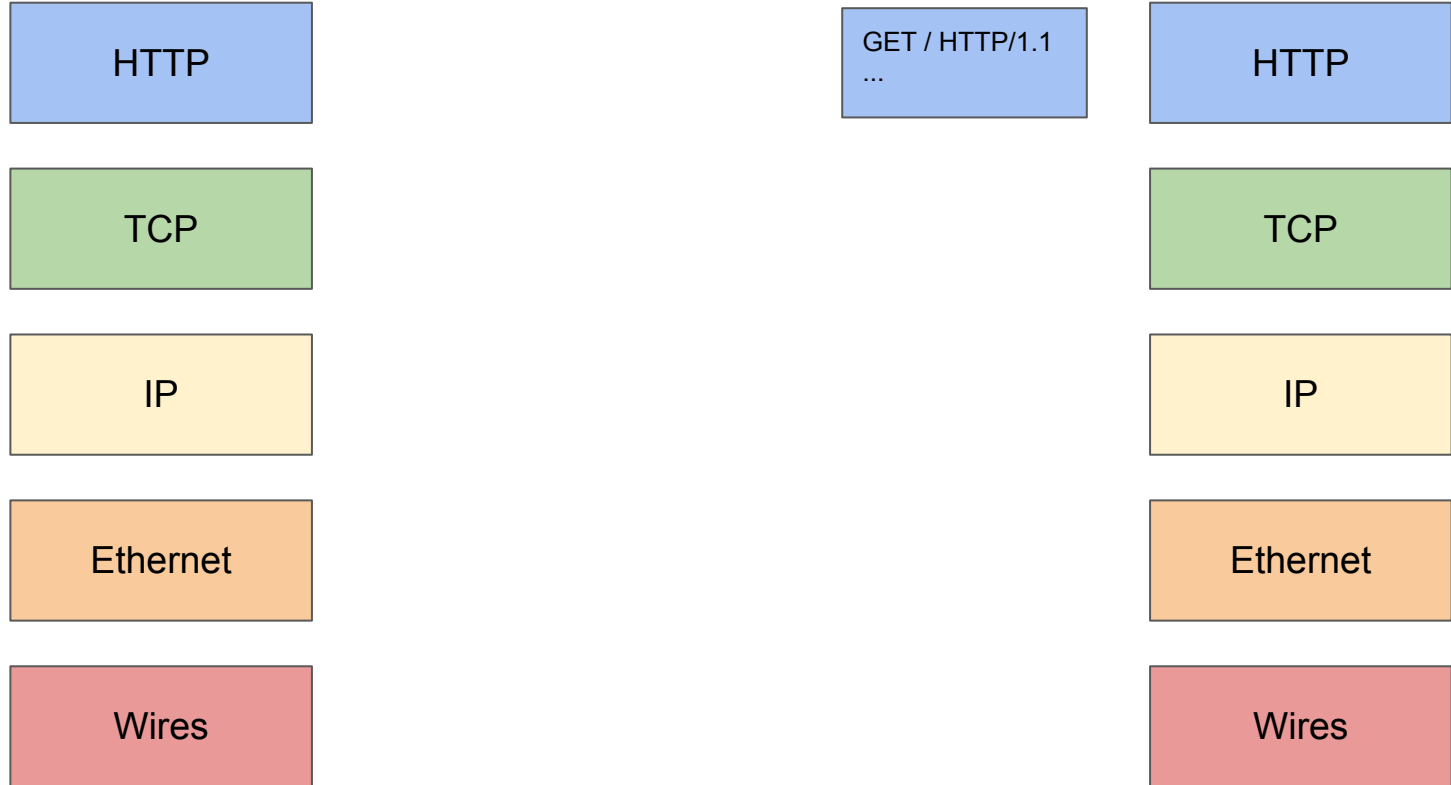 HTTP
GET / HTTP/1.1
...
HTTP
TCP
TCP
IP
IP
Ethernet
Ethernet
Wires
Wires